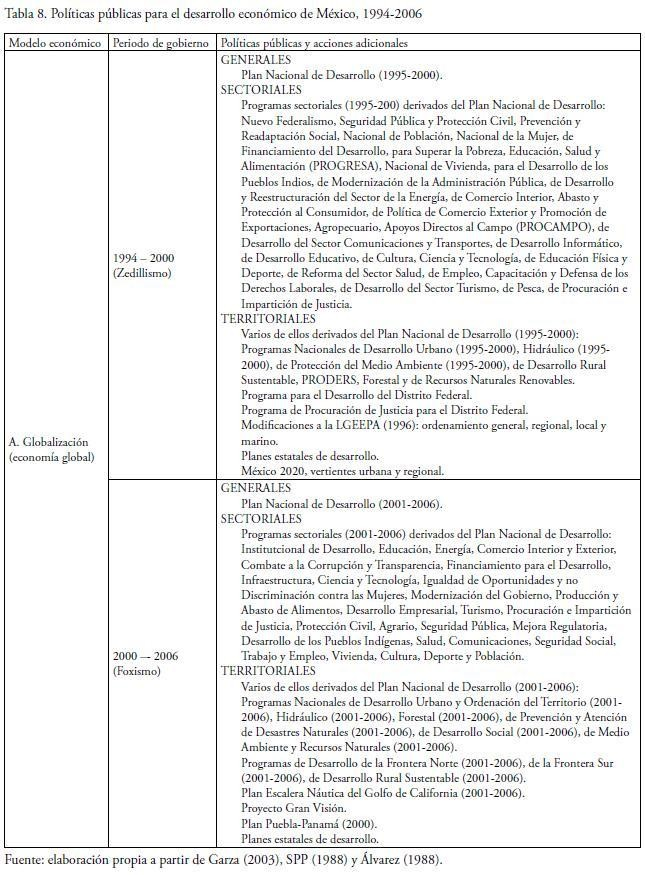 Tabla 8. Políticas públicas para el desarrollo económico de México, 1994-2006
Modelo económico
Periodo de gobierno
Políticas públicas y acciones adicionales
A. Globalización
(economía global)
1994 – 2000
(Zedillismo)
GENERALES
Plan Nacional de Desarrollo (1995-2000).
SECTORIALES
Programas sectoriales (1995-200) derivados del Plan Nacional de Desarrollo:
Nuevo Federalismo, Seguridad Pública y Protección Civil, Prevención y
Readaptación Social, Nacional de Población, Nacional de la Mujer, de
Financiamiento del Desarrollo, para Superar la Pobreza, Educación, Salud y
Alimentación (PROGRESA), Nacional de Vivienda, para el Desarrollo de los
Pueblos Indios, de Modernización de la Administración Pública, de Desarrollo
y Reestructuración del Sector de la Energía, de Comercio Interior, Abasto y
Protección al Consumidor, de Política de Comercio Exterior y Promoción de
Exportaciones, Agropecuario, Apoyos Directos al Campo (PROCAMPO), de
Desarrollo del Sector Comunicaciones y Transportes, de Desarrollo Informático,
de Desarrollo Educativo, de Cultura, Ciencia y Tecnología, de Educación Física y
Deporte, de Reforma del Sector Salud, de Empleo, Capacitación y Defensa de los
Derechos Laborales, de Desarrollo del Sector Turismo, de Pesca, de Procuración e
Impartición de Justicia.
TERRITORIALES
Varios de ellos derivados del Plan Nacional de Desarrollo (1995-2000):
Programas Nacionales de Desarrollo Urbano (1995-2000), Hidráulico (1995-
2000), de Protección del Medio Ambiente (1995-2000), de Desarrollo Rural
Sustentable, PRODERS, Forestal y de Recursos Naturales Renovables.
Programa para el Desarrollo del Distrito Federal.
Programa de Procuración de Justicia para el Distrito Federal.
Modificaciones a la LGEEPA (1996): ordenamiento general, regional, local y
marino.
Planes estatales de desarrollo.
México 2020, vertientes urbana y regional.
2000 –- 2006
(Foxismo)
GENERALES
Plan Nacional de Desarrollo (2001-2006).
SECTORIALES
Programas sectoriales (2001-2006) derivados del Plan Nacional de Desarrollo:
Institutcional de Desarrollo, Educación, Energía, Comercio Interior y Exterior,
Combate a la Corrupción y Transparencia, Financiamiento para el Desarrollo,
Infraestructura, Ciencia y Tecnología, Igualdad de Oportunidades y no
Discriminación contra las Mujeres, Modernización del Gobierno, Producción y
Abasto de Alimentos, Desarrollo Empresarial, Turismo, Procuración e Impartición
de Justicia, Protección Civil, Agrario, Seguridad Pública, Mejora Regulatoria,
Desarrollo de los Pueblos Indígenas, Salud, Comunicaciones, Seguridad Social,
Trabajo y Empleo, Vivienda, Cultura, Deporte y Población.
TERRITORIALES
Varios de ellos derivados del Plan Nacional de Desarrollo (2001-2006):
Programas Nacionales de Desarrollo Urbano y Ordenación del Territorio (2001-
2006), Hidráulico (2001-2006), Forestal (2001-2006), de Prevención y Atención
de Desastres Naturales (2001-2006), de Desarrollo Social (2001-2006), de Medio
Ambiente y Recursos Naturales (2001-2006).
Programas de Desarrollo de la Frontera Norte (2001-2006), de la Frontera Sur
(2001-2006), de Desarrollo Rural Sustentable (2001-2006).
Plan Escalera Náutica del Golfo de California (2001-2006).
Proyecto Gran Visión.
Plan Puebla-Panamá (2000).
Planes estatales de desarrollo.
Fuente: elaboración propia a partir de Garza (2003), SPP (1988) y Álvarez (1988).